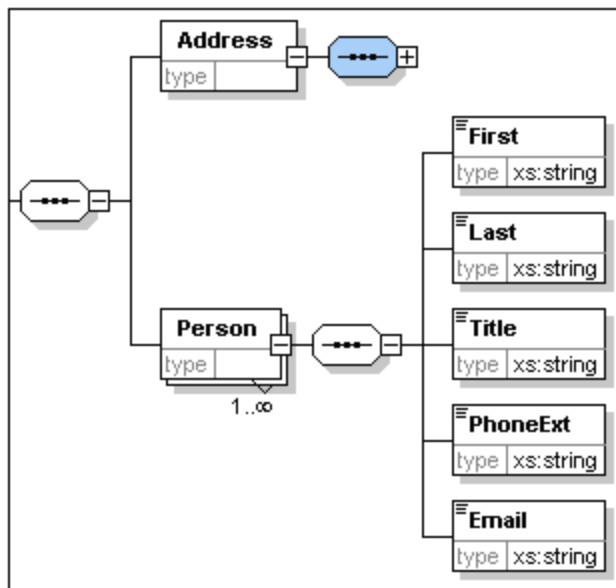 Address
type
First
type xs:string
Last
type xs:string
Person
type
1..∞
Title
type xs:string
PhoneExt
type xs:string
Email
type xs:string